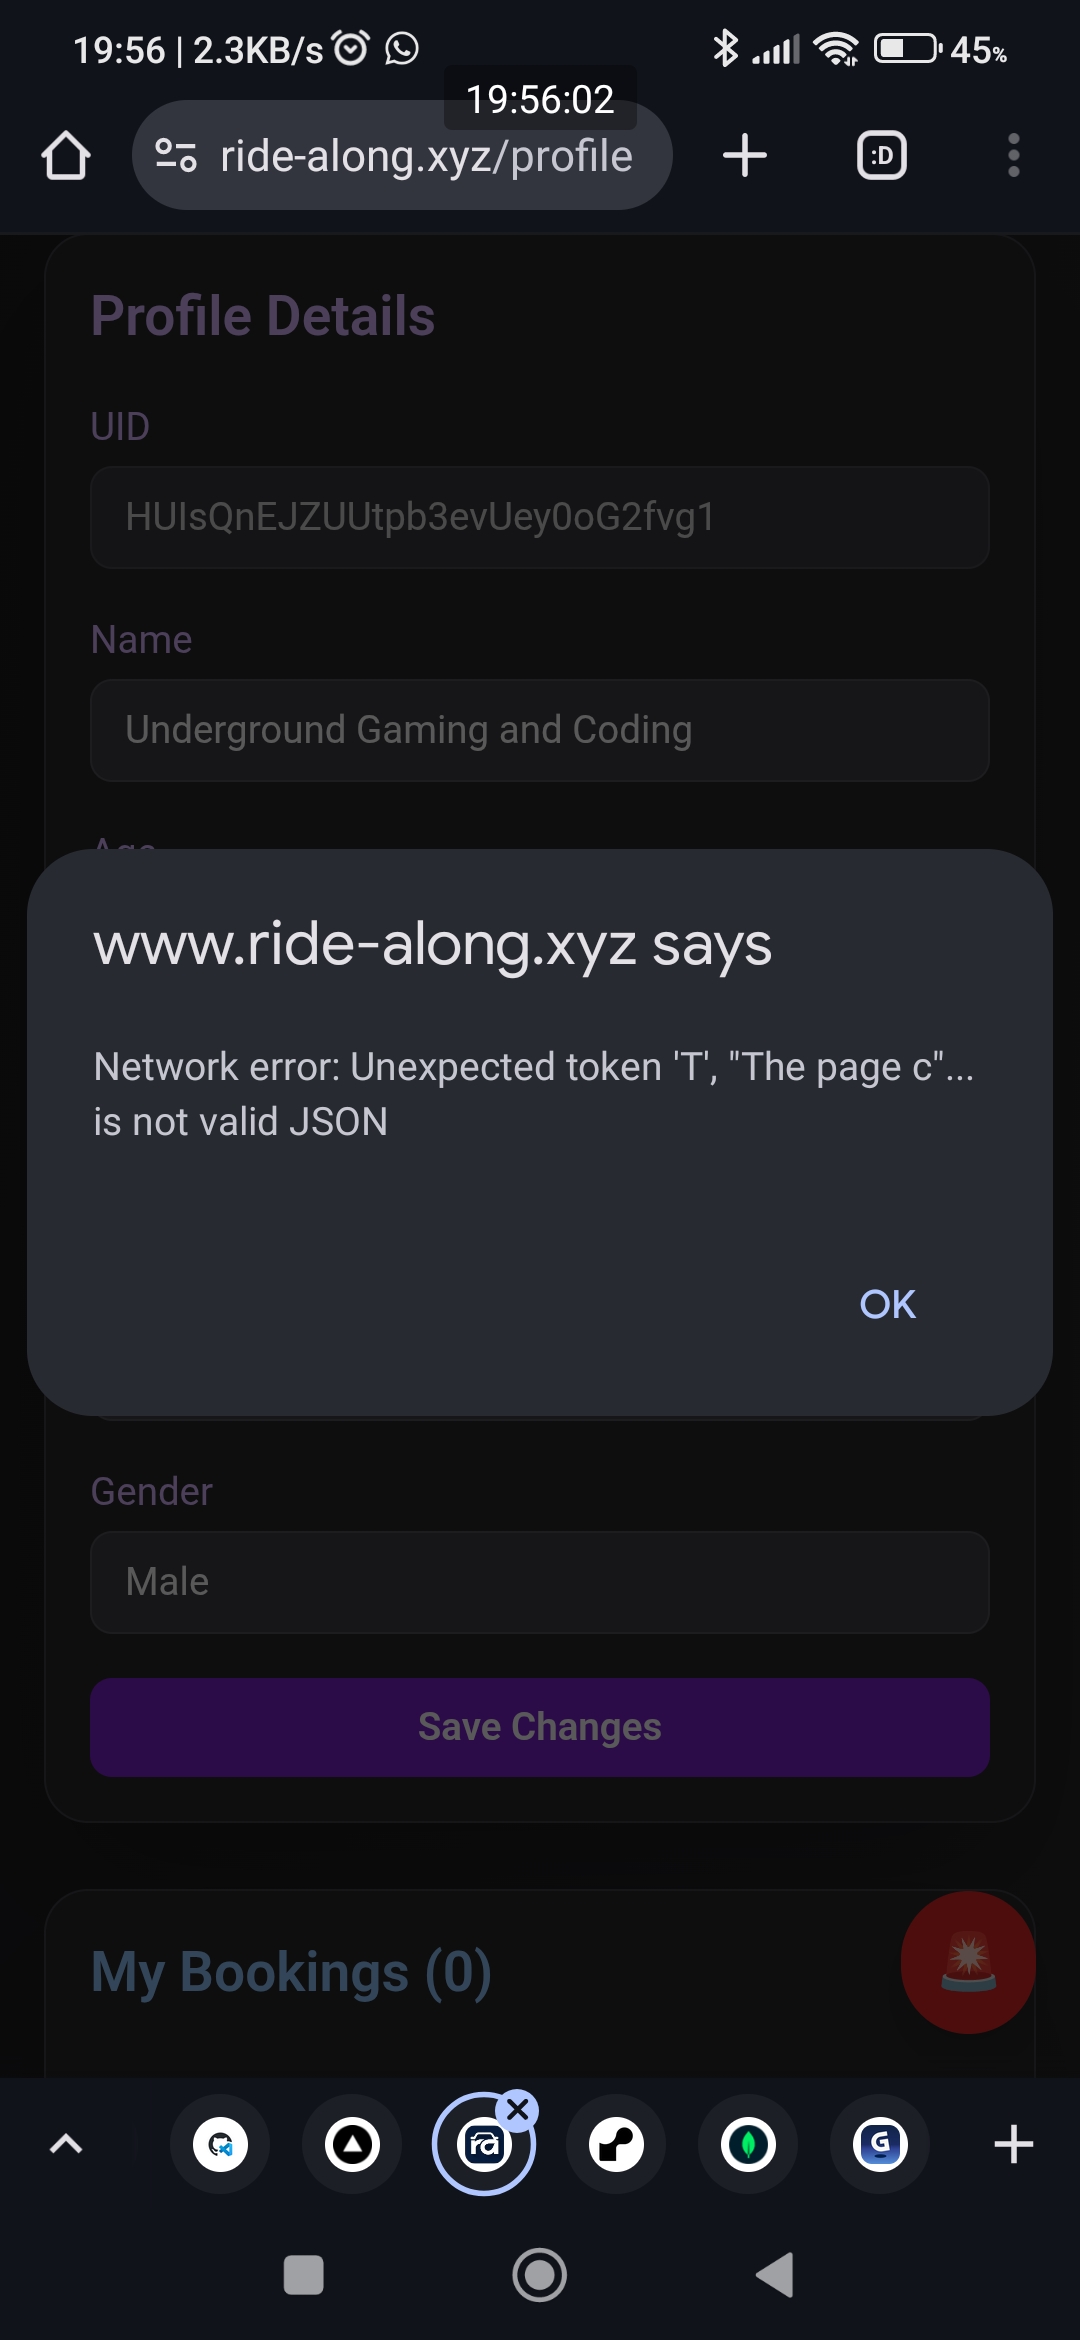 19:56 | 2.3KB/s
45%
19:56:02
ride-along.xyz/profile
:D
Profile Details
UID
HUIsQnEJZUUtpb3evUey0oG2fvg1
Name
Underground Gaming and Coding
Age
www.ride-along.xyz says
Network error: Unexpected token 'T', "The page c"...
is not valid JSON
OK
Gender
Male
Save Changes
My Bookings (0)
ra
G